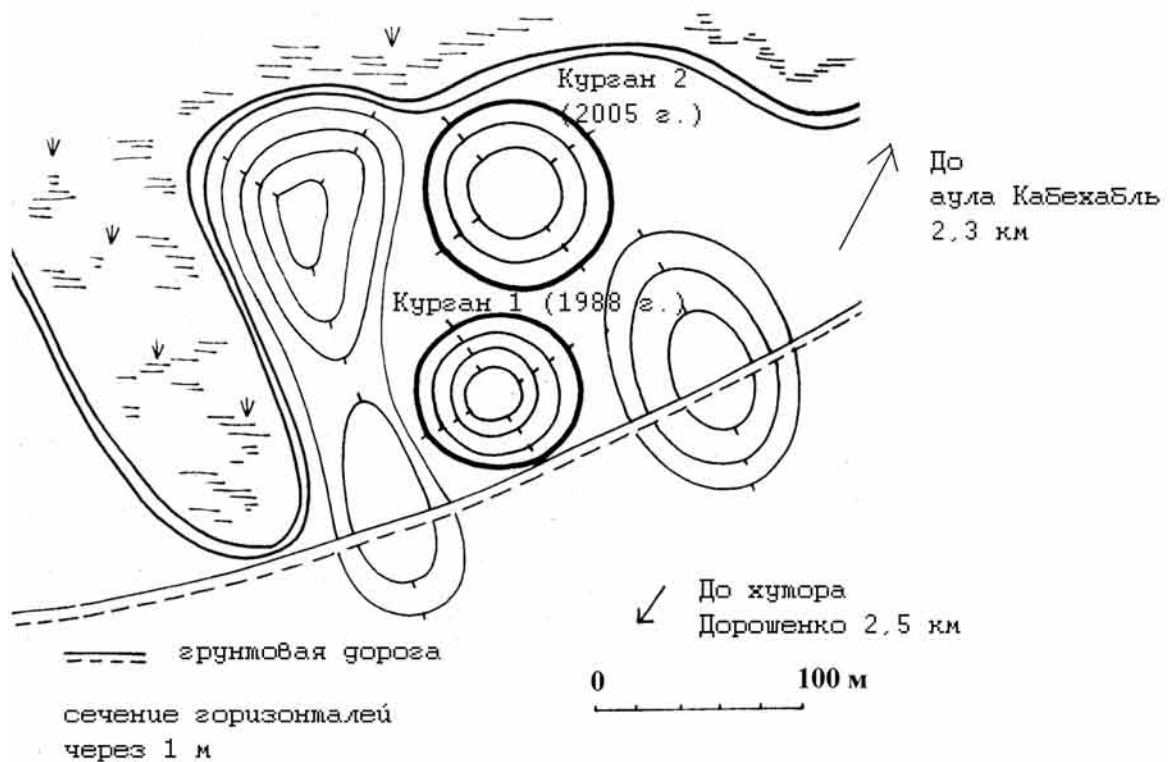 Курган 2
(2005 г.)
До
аула Кабехабль
2,3 км
Курган 1 (1988 г.)
До хутора
Дорошенко 2,5 км
грунтовая дорога
0 100 м
сечение горизонталей
через 1 м